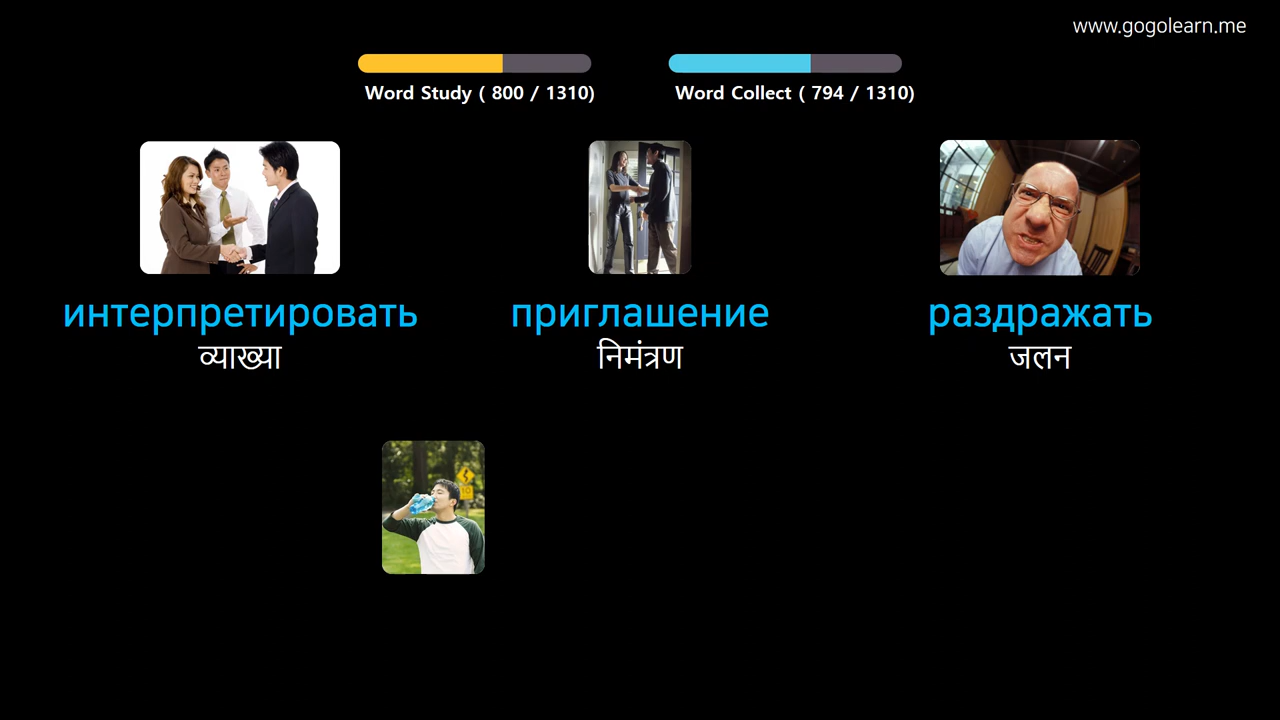 www.gogolearn.me
Word Study ( 800 / 1310)
Word Collect ( 794 / 1310)
интерпретировать
приглашение
раздражать
व्याख्या
निमंत्रण
जलन